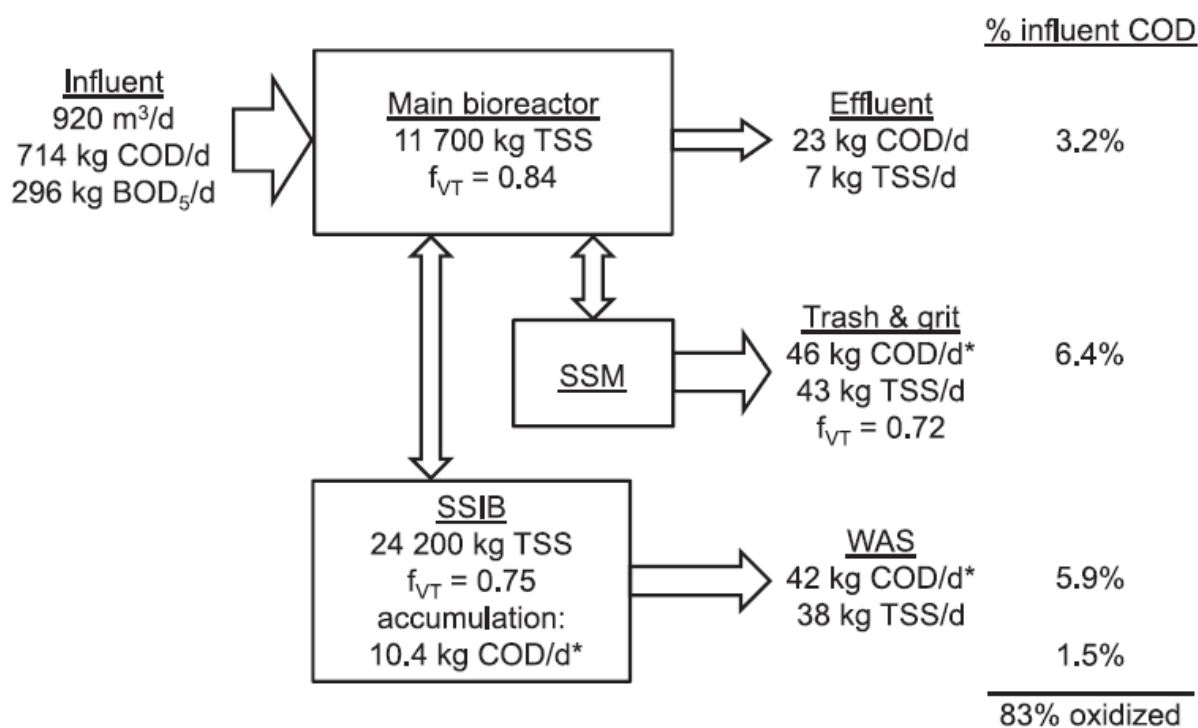 % influent COD
Influent
920 m³/d
714 kg COD/d
296 kg BOD₅/d
Main bioreactor
11 700 kg TSS
f_VT = 0.84
Effluent
23 kg COD/d
7 kg TSS/d
3.2%
SSM
Trash & grit
46 kg COD/d*
43 kg TSS/d
f_VT = 0.72
6.4%
SSIB
24 200 kg TSS
f_VT = 0.75
accumulation:
10.4 kg COD/d*
WAS
42 kg COD/d*
38 kg TSS/d
5.9%
1.5%
83% oxidized